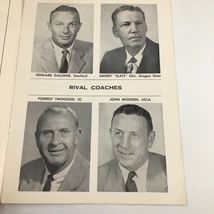 HOWARD DALLMAR, Stanford
AMORY "SLATS" GILL, Oregon State
RIVAL COACHES
FORREST TWOGOOD, SC
JOHN WOODEN, UCLA